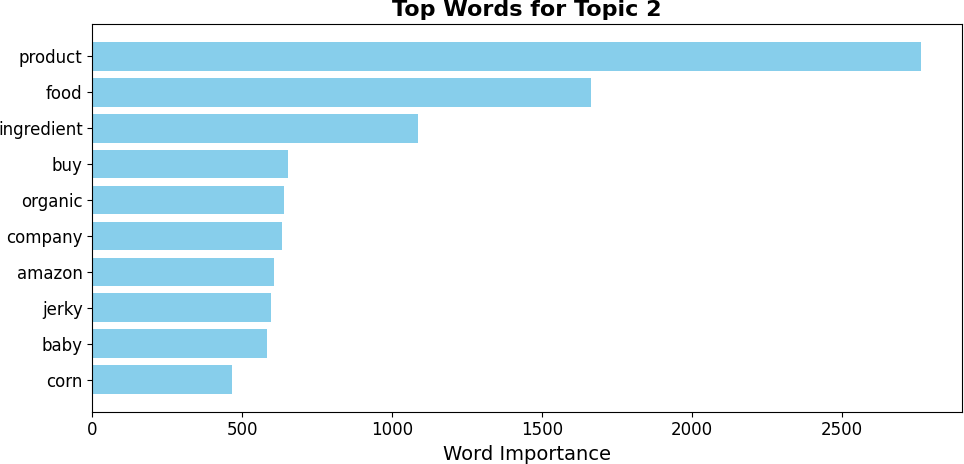 Top Words for Topic 2
product
food
ingredient
buy
organic
company
amazon
jerky
baby
corn
0 500 1000 1500 2000 2500
Word Importance